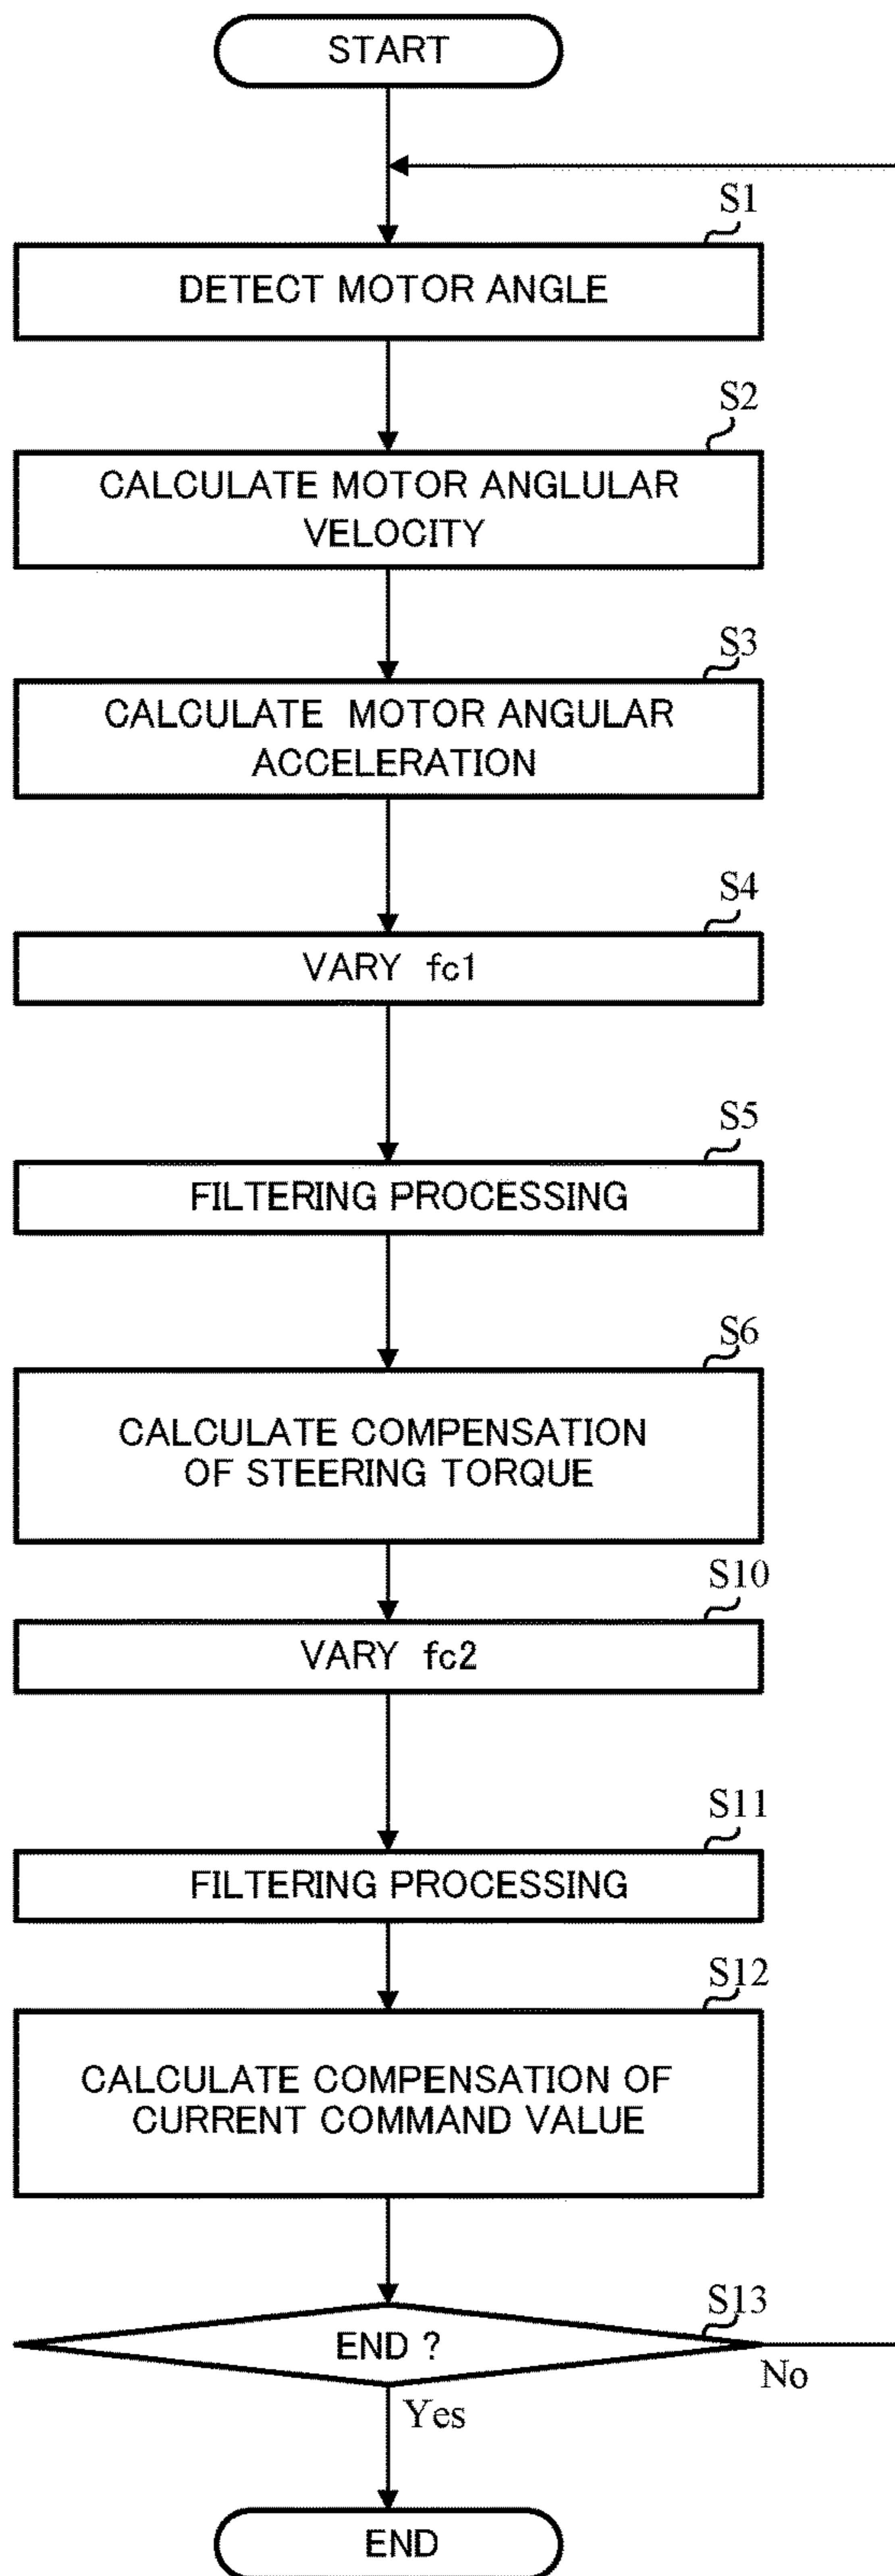 START
S1
DETECT MOTOR ANGLE
S2
CALCULATE MOTOR ANGLULAR
VELOCITY
S3
CALCULATE MOTOR ANGULAR
ACCELERATION
S4
VARY fc1
S5
FILTERING PROCESSING
S6
CALCULATE COMPENSATION
OF STEERING TORQUE
S10
VARY fc2
S11
FILTERING PROCESSING
S12
CALCULATE COMPENSATION OF
CURRENT COMMAND VALUE
S13
END ?
No
Yes
END